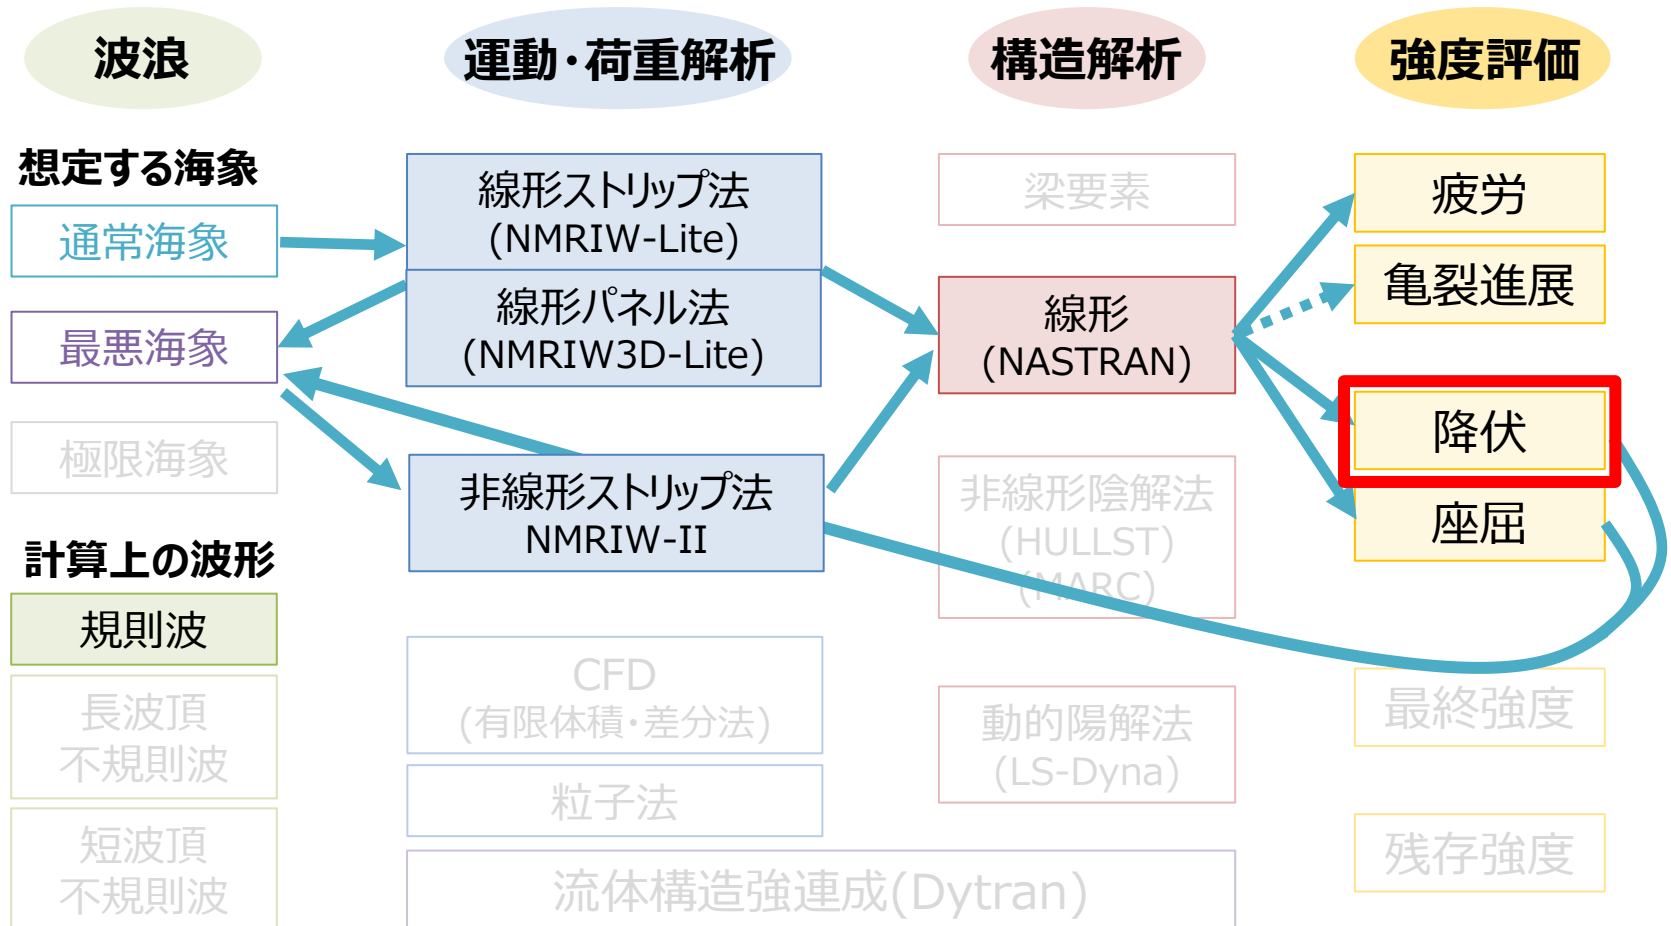 波浪
運動・荷重解析
構造解析
強度評価
想定する海象
通常海象
最悪海象
極限海象
計算上の波形
規則波
長波頂
不規則波
短波頂
不規則波
線形ストリップ法
(NMRIW-Lite)
線形パネル法
(NMRIW3D-Lite)
非線形ストリップ法
NMRIW-II
CFD
(有限体積・差分法)
粒子法
流体構造強連成(Dytran)
梁要素
線形
(NASTRAN)
非線形陰解法
(HULLST)
(MARC)
動的陽解法
(LS-Dyna)
疲労
亀裂進展
降伏
座屈
最終強度
残存強度